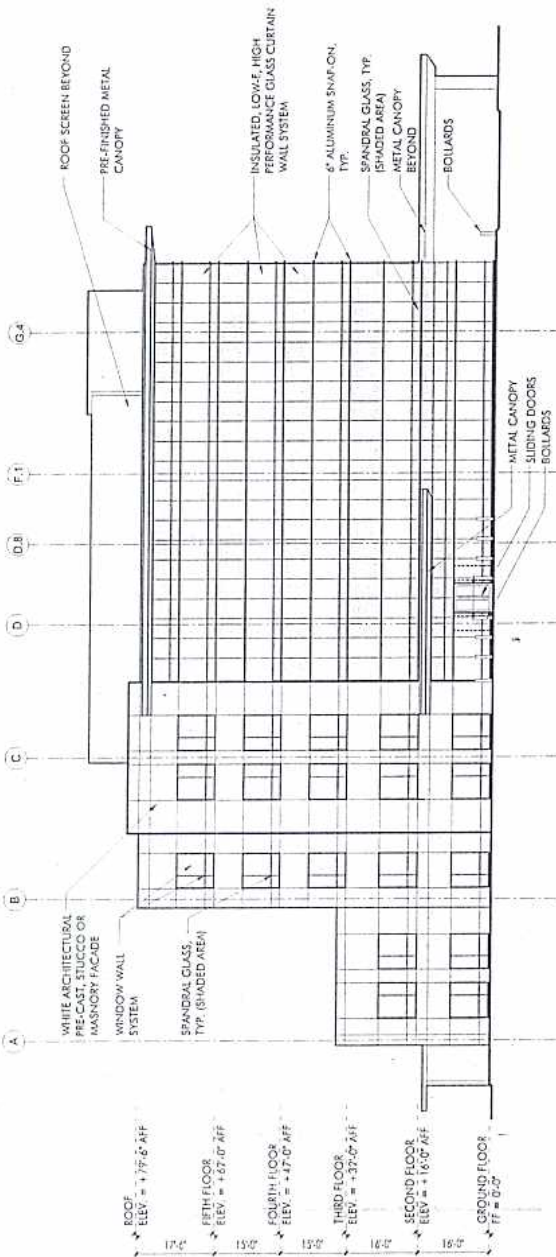 A
B
C
D
D.8
F.1
G.4
ROOF
ELEV. = +79'-6" AFF
FIFTH FLOOR
ELEV. = +62'-0" AFF
FOURTH FLOOR
ELEV. = +47'-0" AFF
THIRD FLOOR
ELEV. = +32'-0" AFF
SECOND FLOOR
ELEV = +16'-0" AFF
GROUND FLOOR
FF = 0'-0"
17'-6"
15'-0"
15'-0"
16'-0"
16'-0"
WHITE ARCHITECTURAL
PRE-CAST, STUCCO OR
MASNORY FACADE
WINDOW WALL
SYSTEM
SPANDRAL GLASS,
TYP. (SHADED AREA)
ROOF SCREEN BEYOND
PRE-FINISHED METAL
CANOPY
INSULATED, LOW-E, HIGH
PERFORMANCE GLASS CURTAIN
WALL SYSTEM
6" ALUMINUM SNAP-ON,
TYP.
SPANDRAL GLASS, TYP.
(SHADED AREA)
METAL CANOPY
BEYOND
BOLLARDS
METAL CANOPY
SLIDING DOORS
BOLLARDS